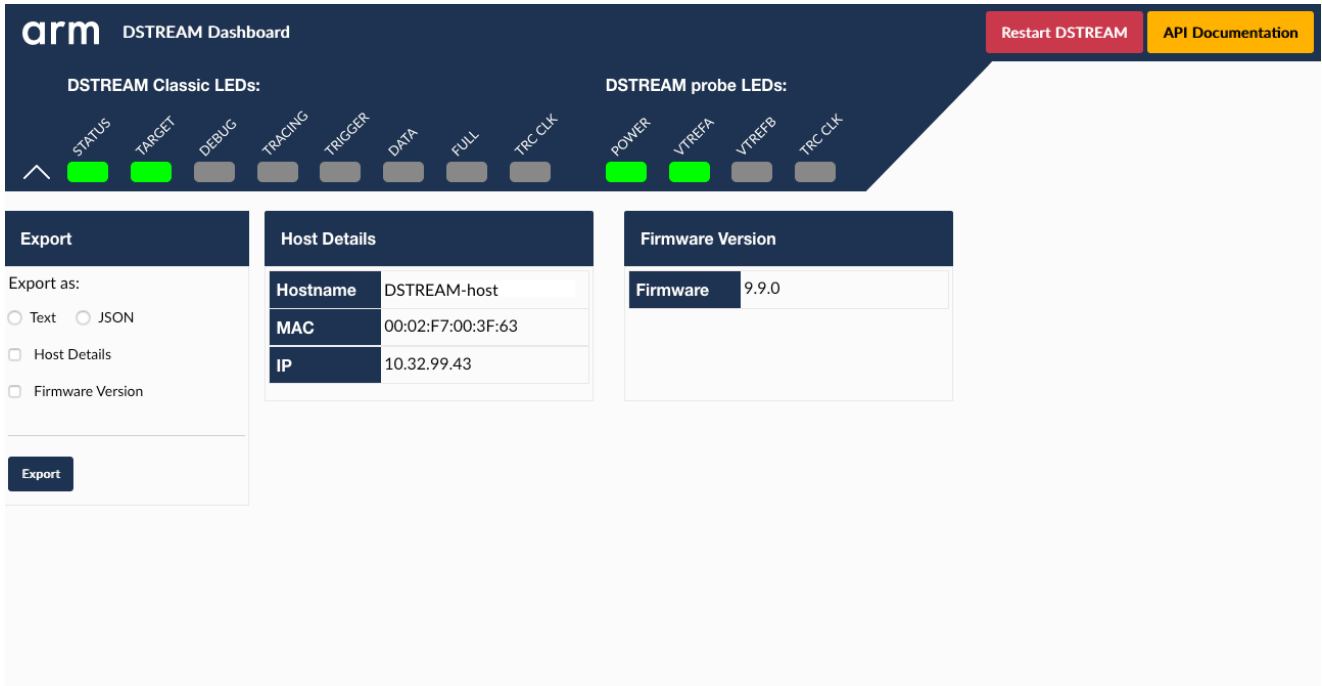 arm DSTREAM Dashboard Restart DSTREAM API Documentation
DSTREAM Classic LEDs: DSTREAM probe LEDs:
STATUS TARGET DEBUG TRACING TRIGGER DATA FULL TRC CLK POWER VTREFA VTREFB TRC CLK
Export
Export as:
Text JSON
Host Details
Firmware Version
Export
Host Details
Hostname DSTREAM-host
MAC 00:02:F7:00:3F:63
IP 10.32.99.43
Firmware Version
Firmware 9.9.0